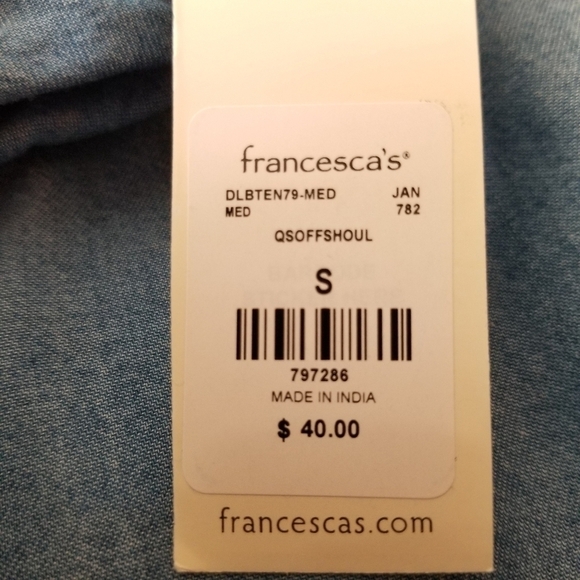 francesca's®
DLBTEN79-MED JAN
MED 782
QSOFFSHOUL
S
797286
MADE IN INDIA
$ 40.00
francescas.com